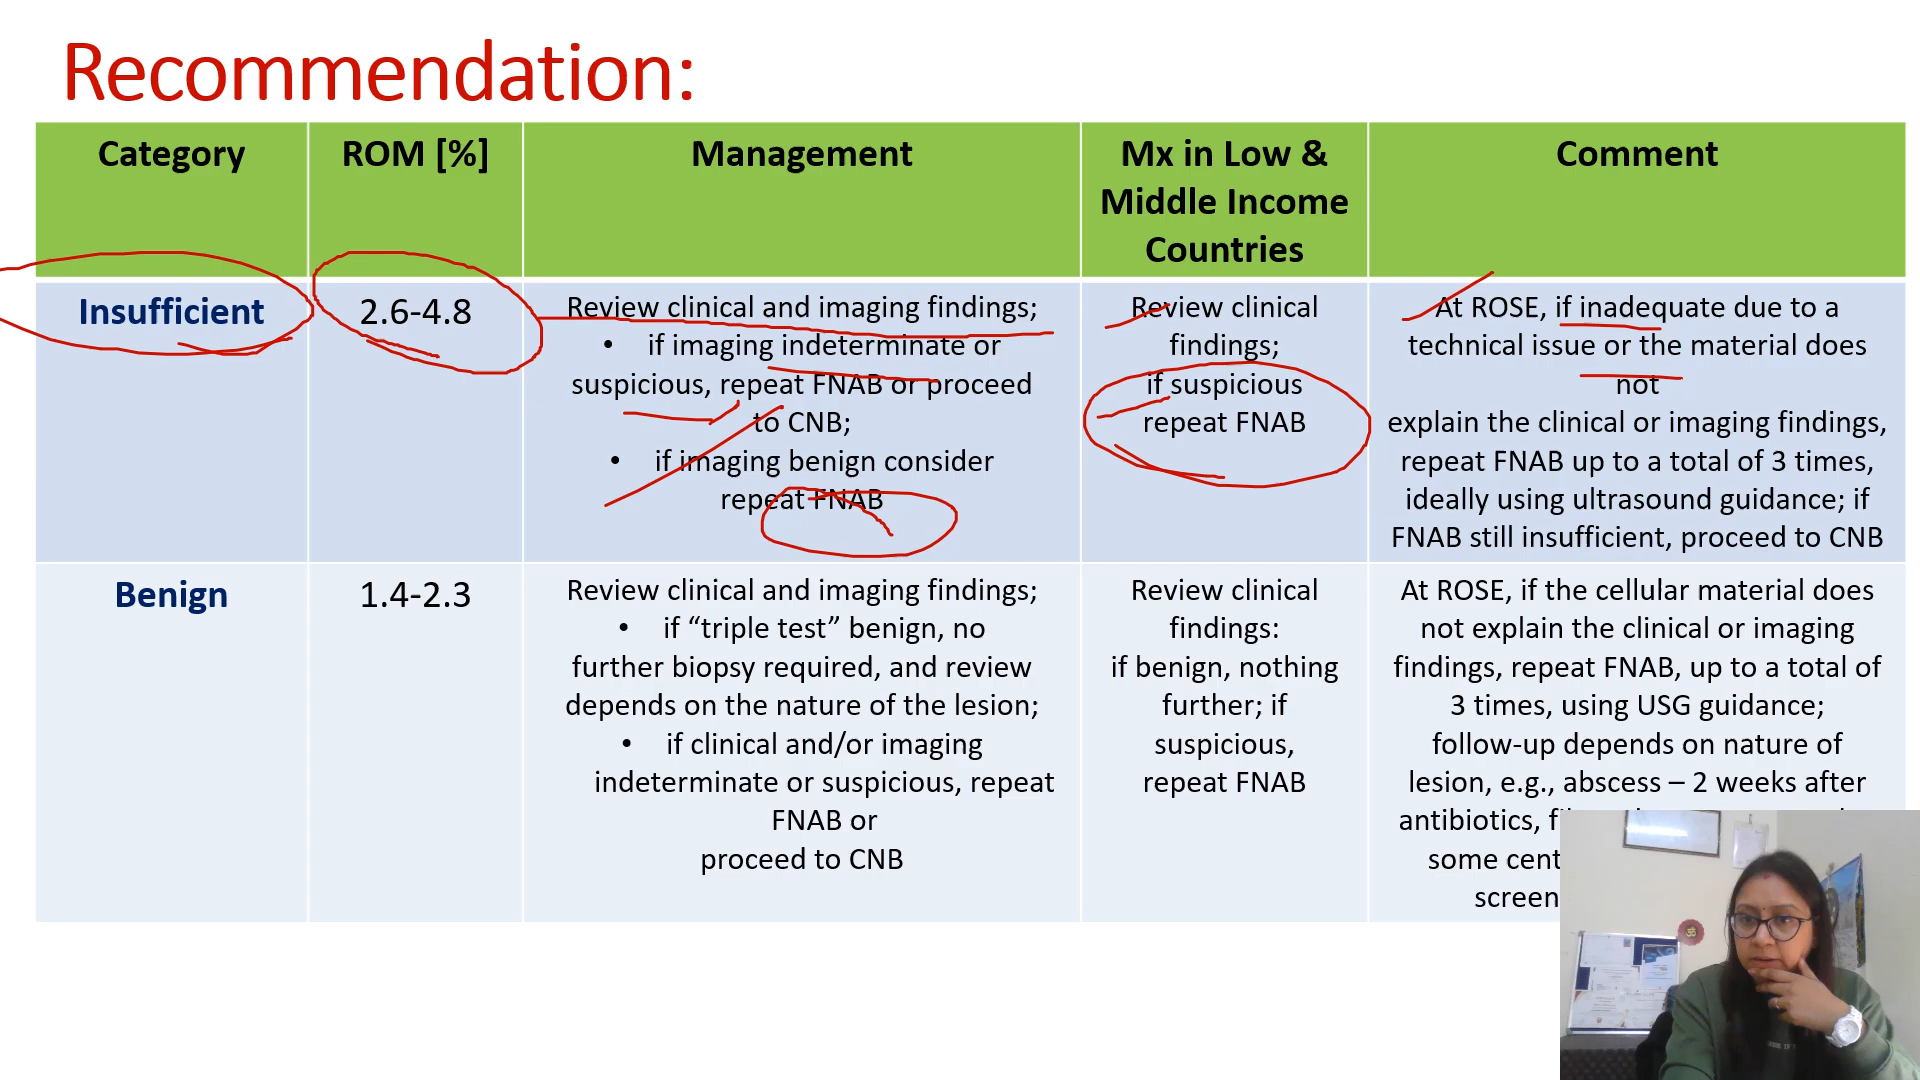 Recommendation:
Category
ROM [%]
Management
Mx in Low &
Middle Income
Countries
Comment
Insufficient
2.6-4.8
Review clinical and imaging findings;
• if imaging indeterminate or
suspicious, repeat FNAB or proceed
to CNB;
• if imaging benign consider
repeat FNAB
Review clinical
findings;
if suspicious
repeat FNAB
At ROSE, if inadequate due to a
technical issue or the material does
not
explain the clinical or imaging findings,
repeat FNAB up to a total of 3 times,
ideally using ultrasound guidance; if
FNAB still insufficient, proceed to CNB
Benign
1.4-2.3
Review clinical and imaging findings;
• if “triple test” benign, no
further biopsy required, and review
depends on the nature of the lesion;
• if clinical and/or imaging
indeterminate or suspicious, repeat
FNAB or
proceed to CNB
Review clinical
findings:
if benign, nothing
further; if
suspicious,
repeat FNAB
At ROSE, if the cellular material does
not explain the clinical or imaging
findings, repeat FNAB, up to a total of
3 times, using USG guidance;
follow-up depends on nature of
lesion, e.g., abscess – 2 weeks after
antibiotics,
some
ॐ